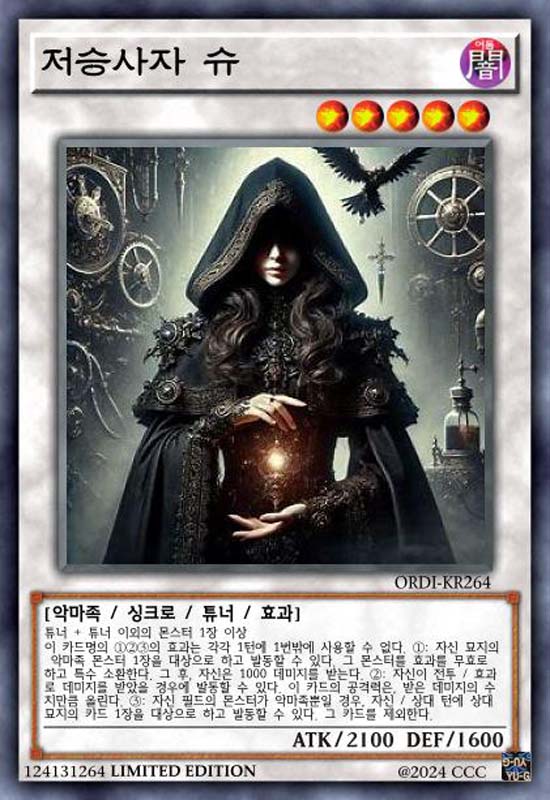 저승사자 슈
어둠
闇
ORDI-KR264
[악마족 / 싱크로 / 튜너 / 효과]
튜너 + 튜너 이외의 몬스터 1장 이상
이 카드명의 ①②③의 효과는 각각 1턴에 1번밖에 사용할 수 없다. ①: 자신 묘지의
악마족 몬스터 1장을 대상으로 하고 발동할 수 있다. 그 몬스터를 효과를 무효로
하고 특수 소환한다. 그 후, 자신은 1000 데미지를 받는다. ②: 자신이 전투 / 효과
로 데미지를 받았을 경우에 발동할 수 있다. 이 카드의 공격력은, 받은 데미지의 수
치만큼 올린다. ③: 자신 필드의 몬스터가 악마족뿐일 경우, 자신 / 상대 턴에 상대
묘지의 카드 1장을 대상으로 하고 발동할 수 있다. 그 카드를 제외한다.
ATK/2100 DEF/1600
124131264 LIMITED EDITION
@2024 CCC